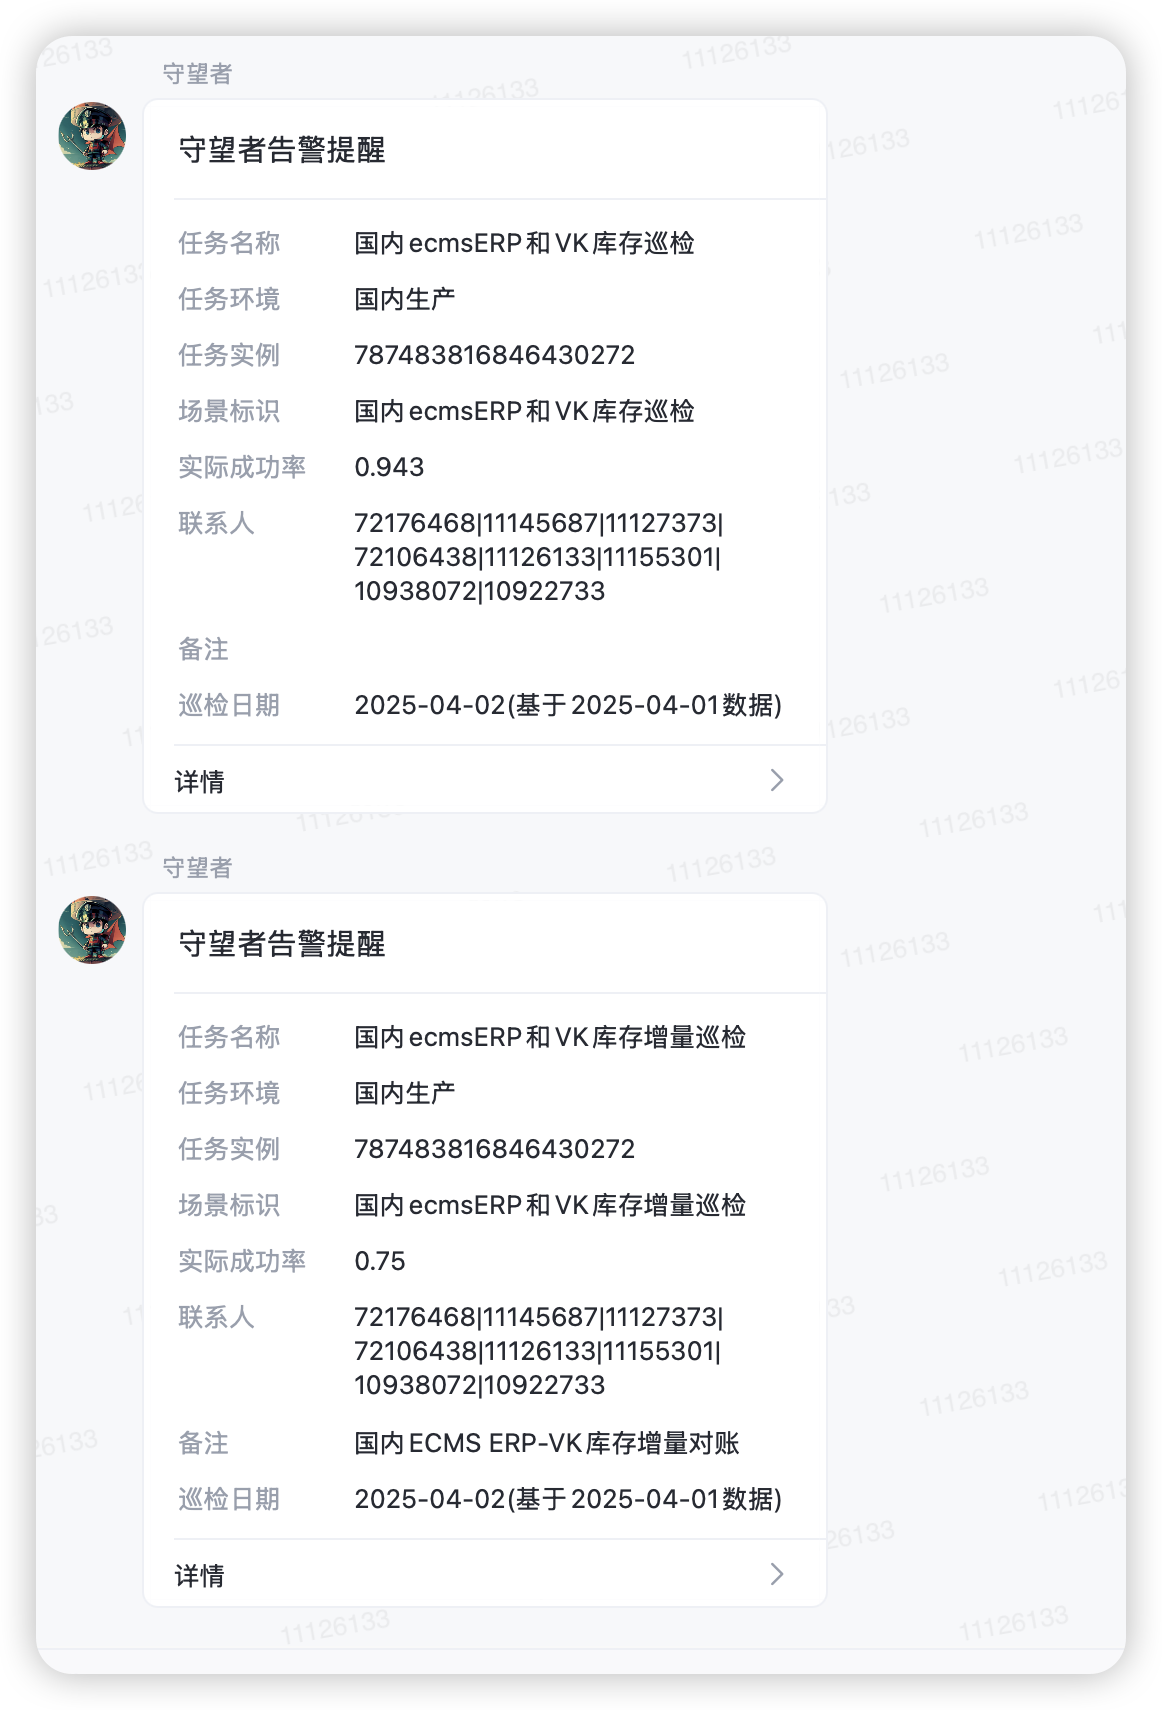 守望者
守望者告警提醒
任务名称 国内ecmsERP和VK库存巡检
任务环境 国内生产
任务实例 787483816846430272
场景标识 国内ecmsERP和VK库存巡检
实际成功率 0.943
联系人 72176468|11145687|11127373|
72106438|11126133|11155301|
10938072|10922733
备注
巡检日期 2025-04-02(基于2025-04-01数据)
详情
守望者
守望者告警提醒
任务名称 国内ecmsERP和VK库存增量巡检
任务环境 国内生产
任务实例 787483816846430272
场景标识 国内ecmsERP和VK库存增量巡检
实际成功率 0.75
联系人 72176468|11145687|11127373|
72106438|11126133|11155301|
10938072|10922733
备注 国内ECMS ERP-VK库存增量对账
巡检日期 2025-04-02(基于2025-04-01数据)
详情
11126133